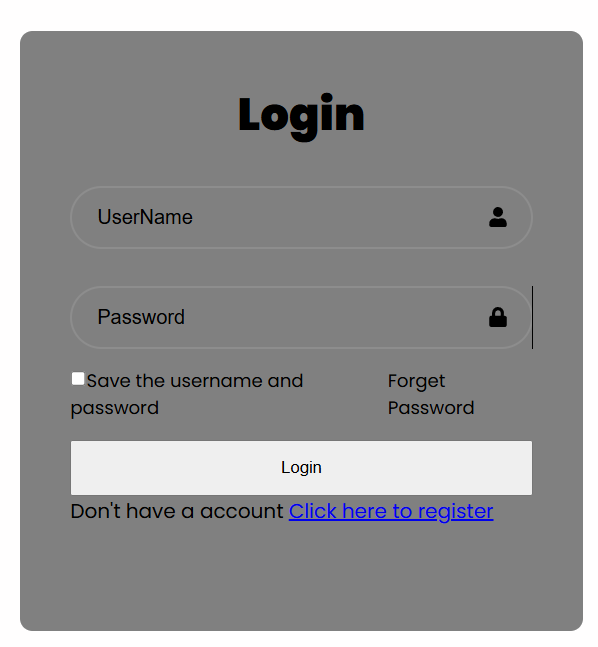 Login
UserName
Password
Save the username and
password
Forget
Password
Login
Don't have a account Click here to register